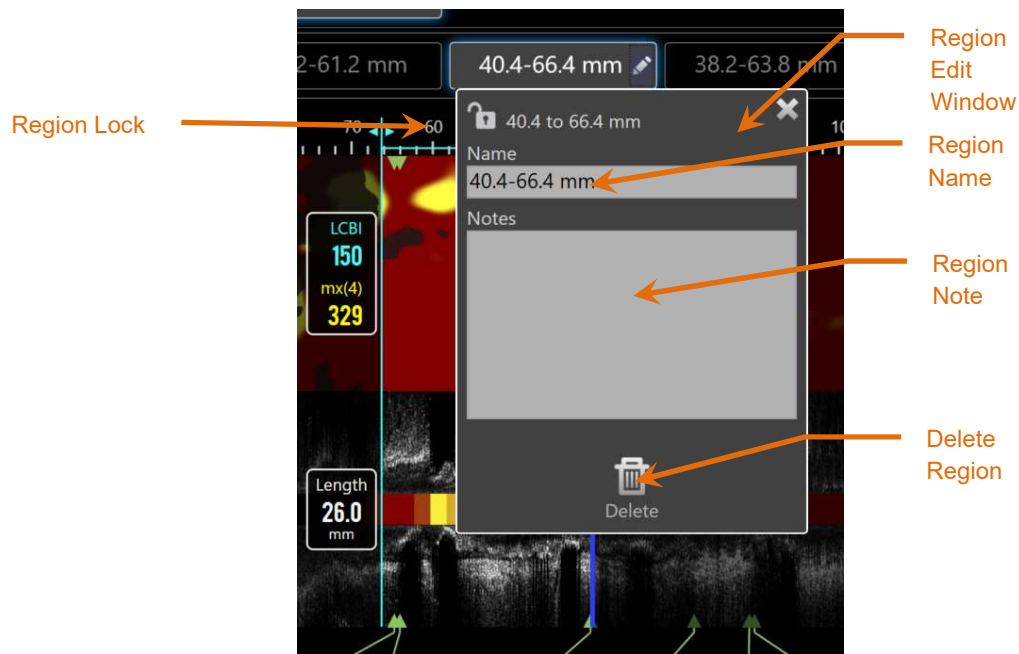 2-61.2 mm
40.4-66.4 mm
38.2-63.8 mm
Region
Edit
Window
Region Lock
70
60
10
40.4 to 66.4 mm
Name
40.4-66.4 mm
Region
Name
Notes
LCBI
150
mx(4)
329
Region
Note
Delete
Region
Length
26.0
mm
Delete